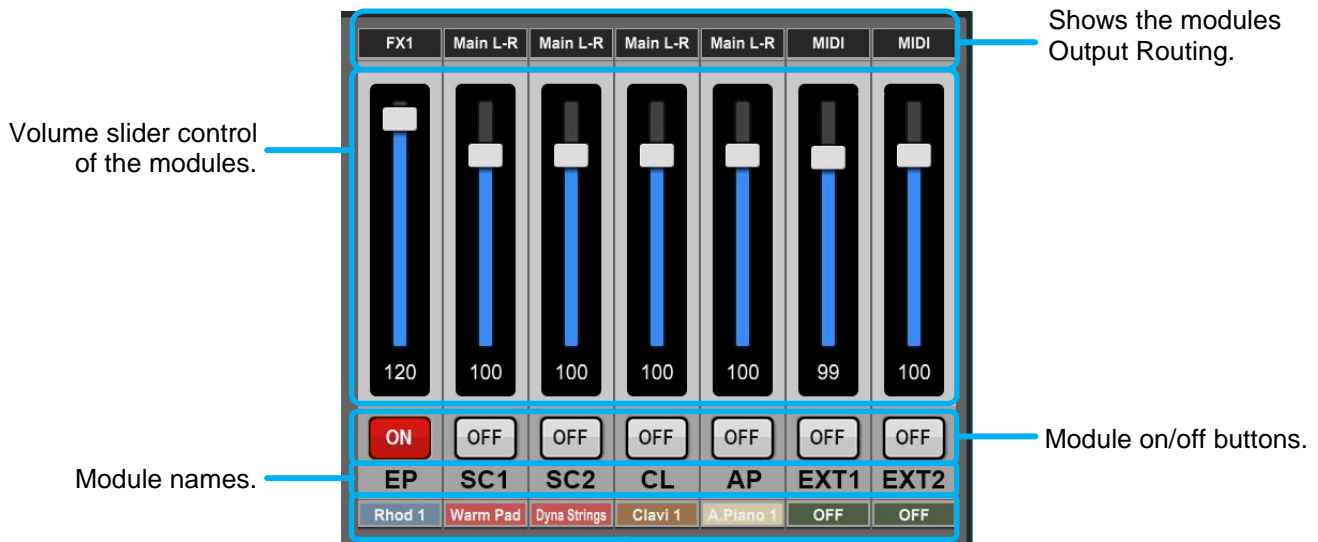 Shows the modules
Output Routing.
FX1 Main L-R Main L-R Main L-R Main L-R MIDI MIDI
Volume slider control
of the modules.
120 100 100 100 100 99 100
ON OFF OFF OFF OFF OFF OFF
Module on/off buttons.
Module names.
EP SC1 SC2 CL AP EXT1 EXT2
Rhod 1 Warm Pad Dyna Strings Clavi 1 A.Piano 1 OFF OFF